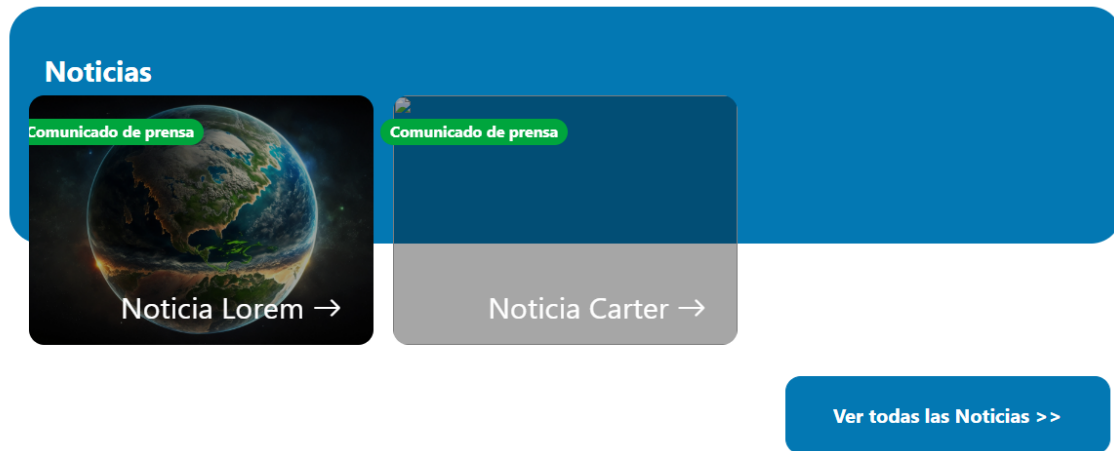 Noticias
Comunicado de prensa
Comunicado de prensa
Noticia Lorem →
Noticia Carter →
Ver todas las Noticias >>